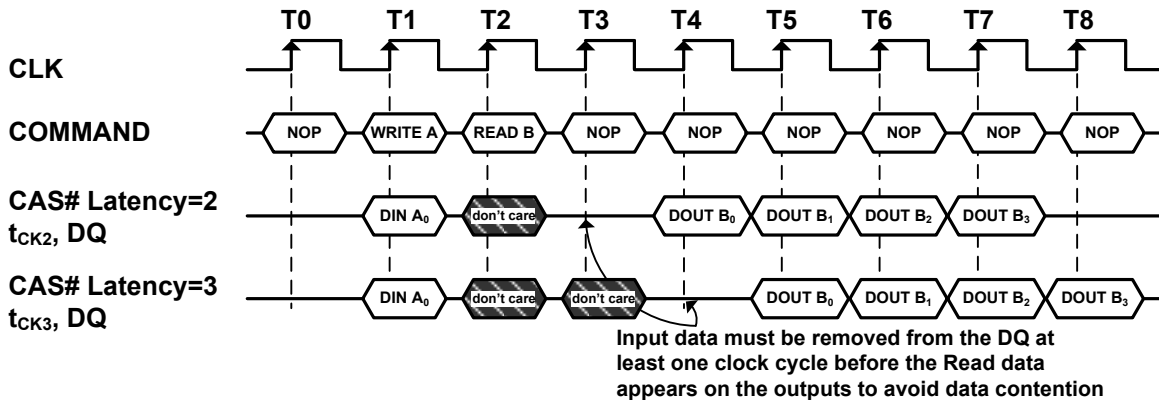 T0 T1 T2 T3 T4 T5 T6 T7 T8
CLK
COMMAND NOP WRITE A READ B NOP NOP NOP NOP NOP NOP
CAS# Latency=2
tCK2, DQ DIN A0 don't care DOUT B0 DOUT B1 DOUT B2 DOUT B3
CAS# Latency=3
tCK3, DQ DIN A0 don't care don't care DOUT B0 DOUT B1 DOUT B2 DOUT B3
Input data must be removed from the DQ at
least one clock cycle before the Read data
appears on the outputs to avoid data contention